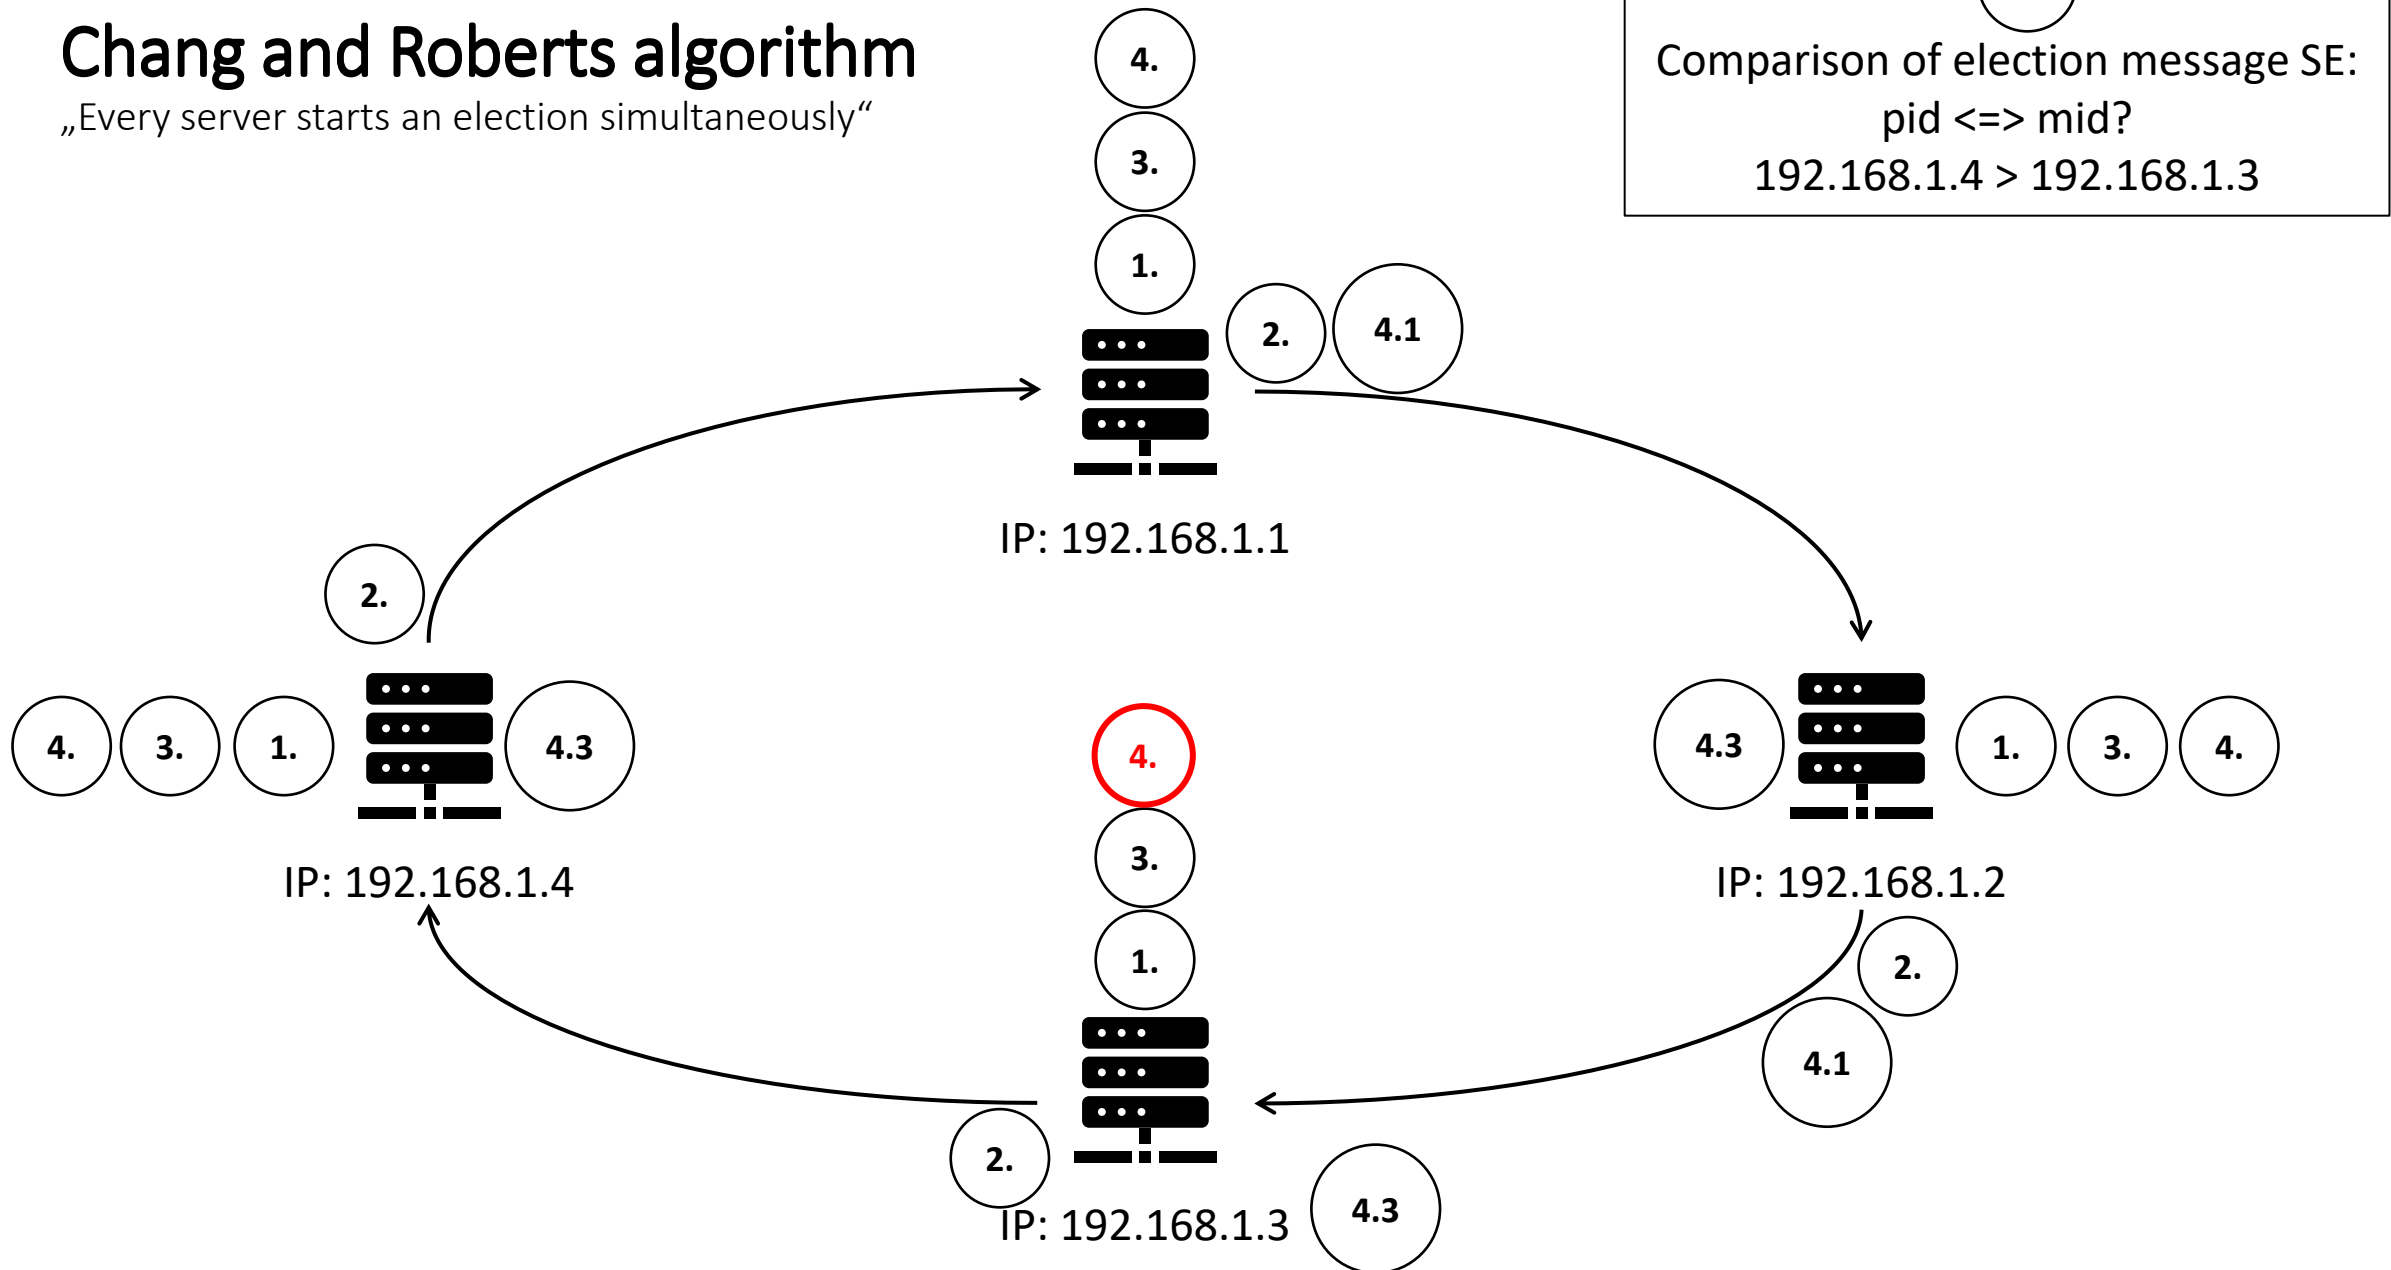 Chang and Roberts algorithm
„Every server starts an election simultaneously“
Comparison of election message SE:
pid <=> mid?
192.168.1.4 > 192.168.1.3
4.
3.
1.
2.
4.1
IP: 192.168.1.1
2.
4.
3.
1.
4.3
IP: 192.168.1.4
4.3
1.
3.
4.
IP: 192.168.1.2
2.
4.1
4.
3.
1.
2.
IP: 192.168.1.3
4.3